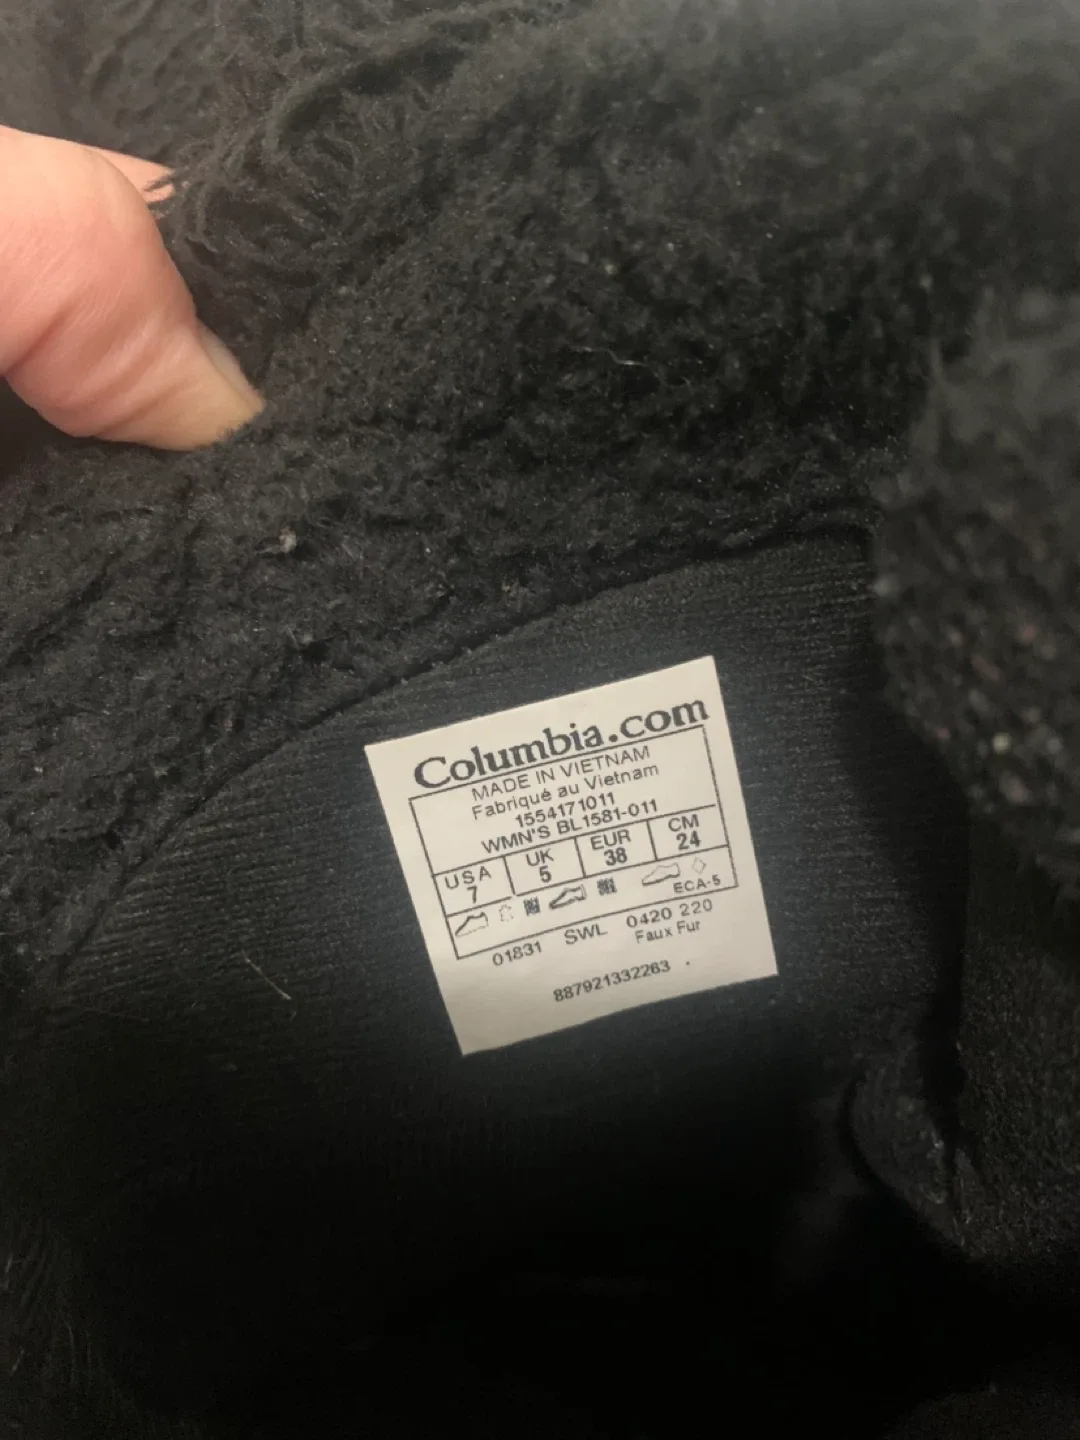 Columbia.com
MADE IN VIETNAM
Fabriqué au Vietnam
1554171011
WMN'S BL1581-011
USA UK EUR CM
7 5 38 24
ECA-5
01831 SWL 0420 220
Faux Fur
887921332263